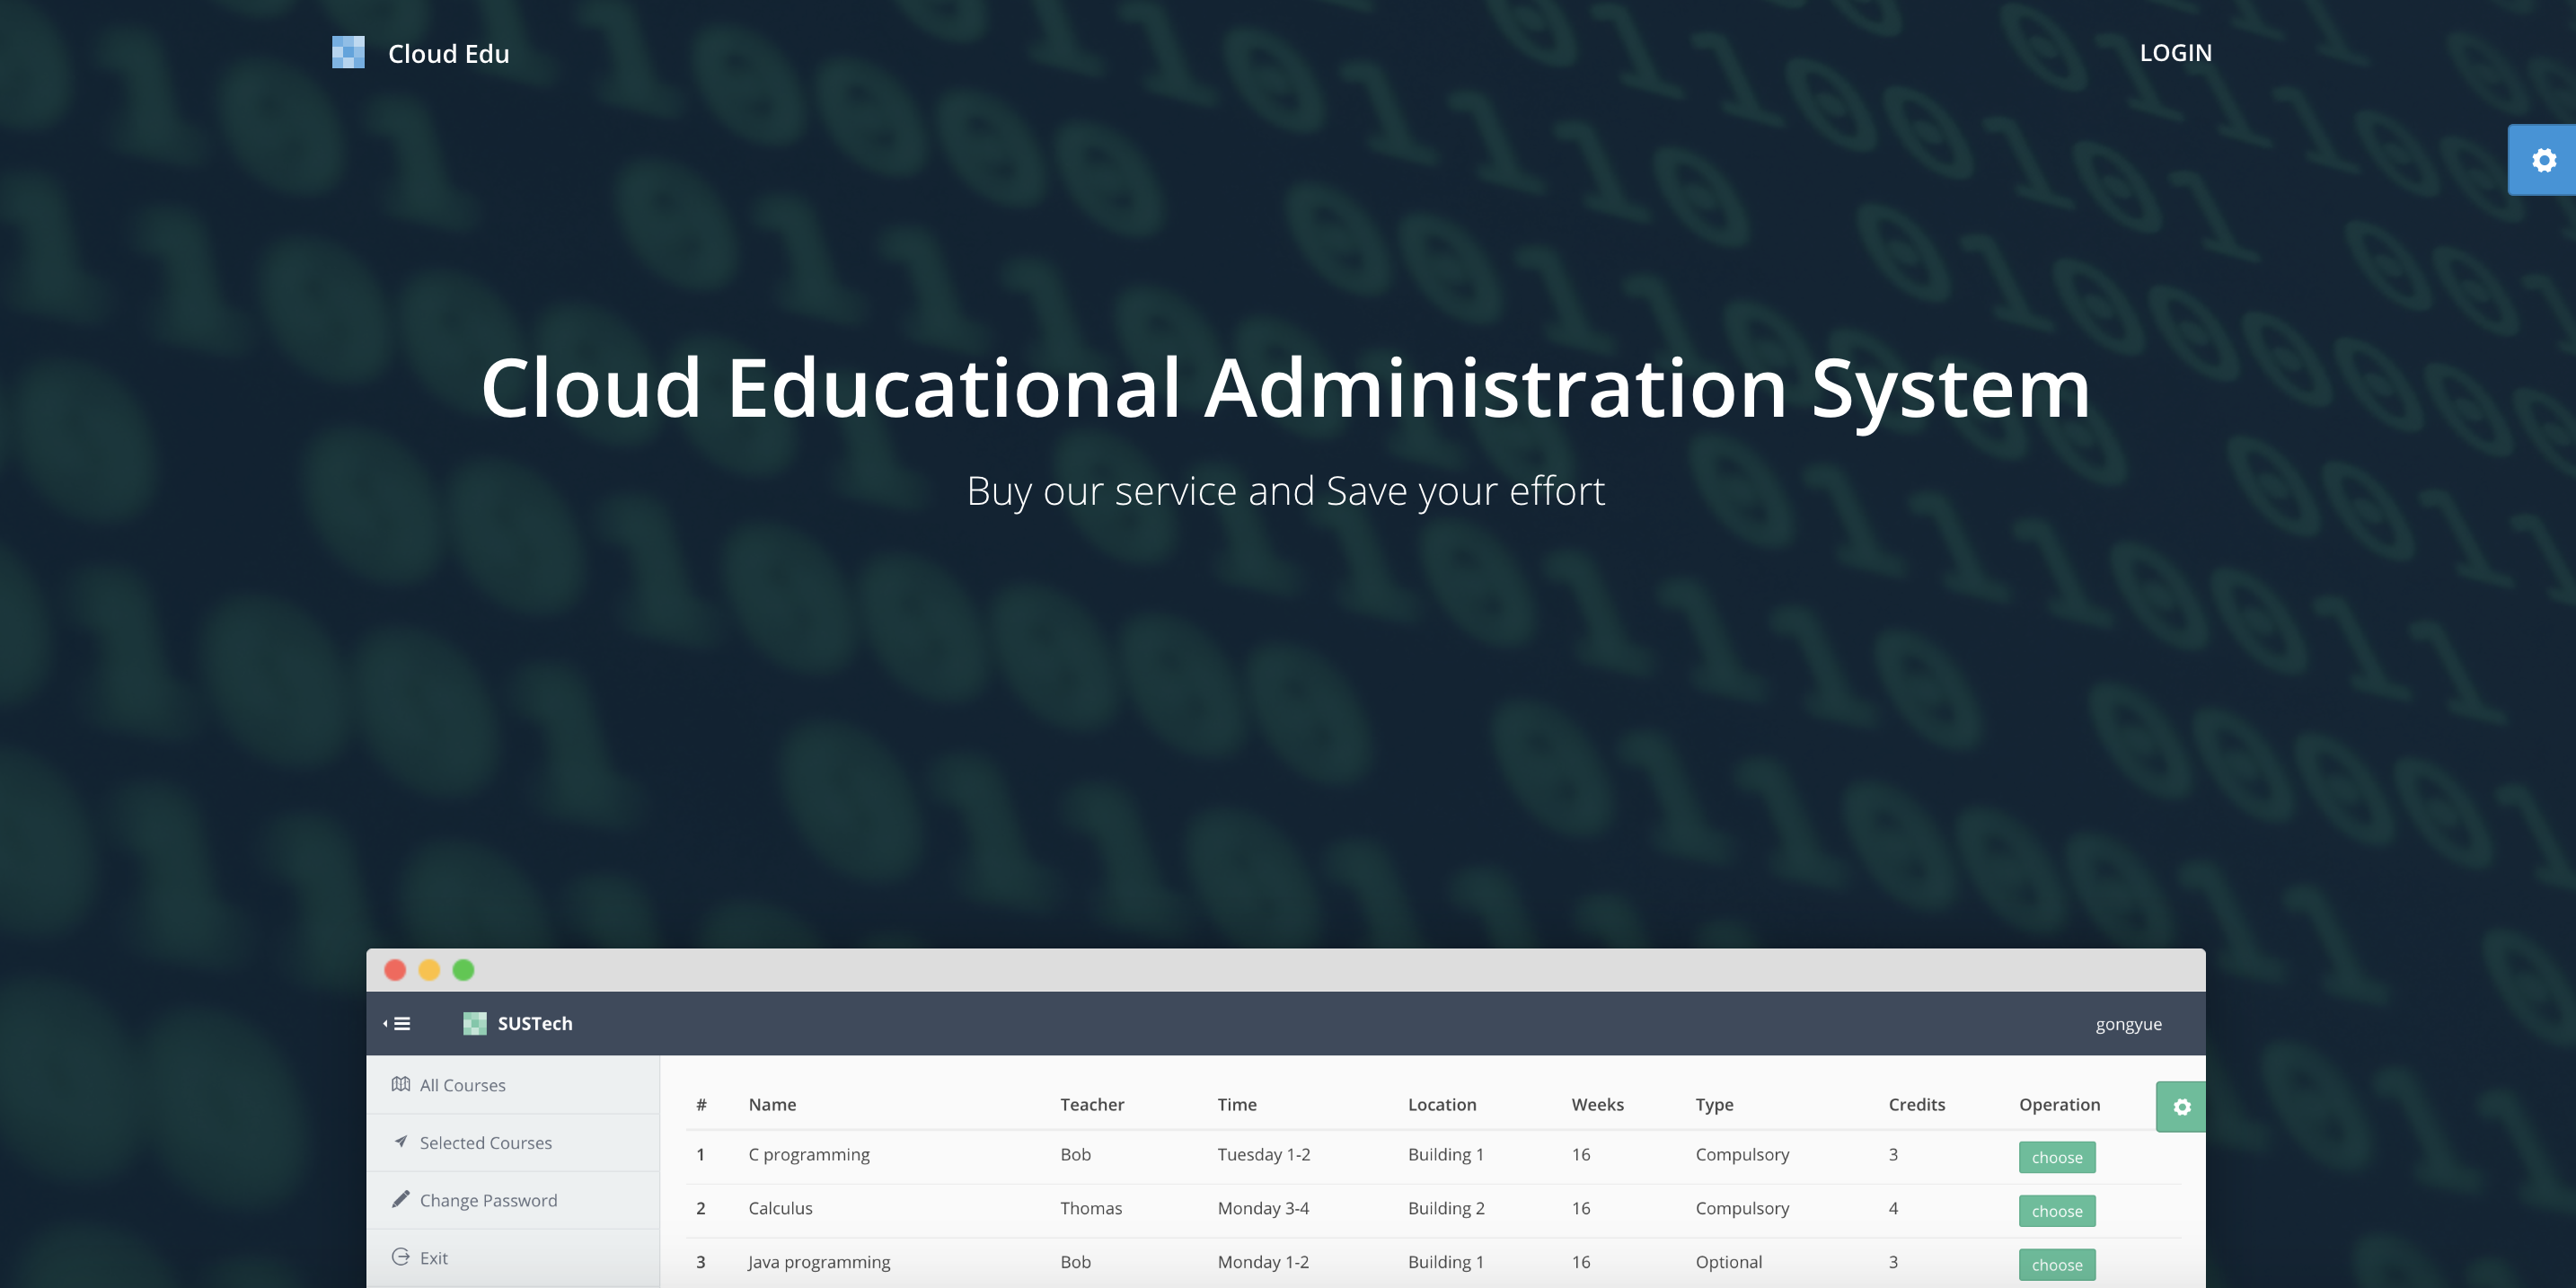 Cloud Edu
LOGIN
Cloud Educational Administration System
Buy our service and Save your effort
SUSTech
gongyue
All Courses
Selected Courses
Change Password
Exit
# Name Teacher Time Location Weeks Type Credits Operation
1 C programming Bob Tuesday 1-2 Building 1 16 Compulsory 3 choose
2 Calculus Thomas Monday 3-4 Building 2 16 Compulsory 4 choose
3 Java programming Bob Monday 1-2 Building 1 16 Optional 3 choose